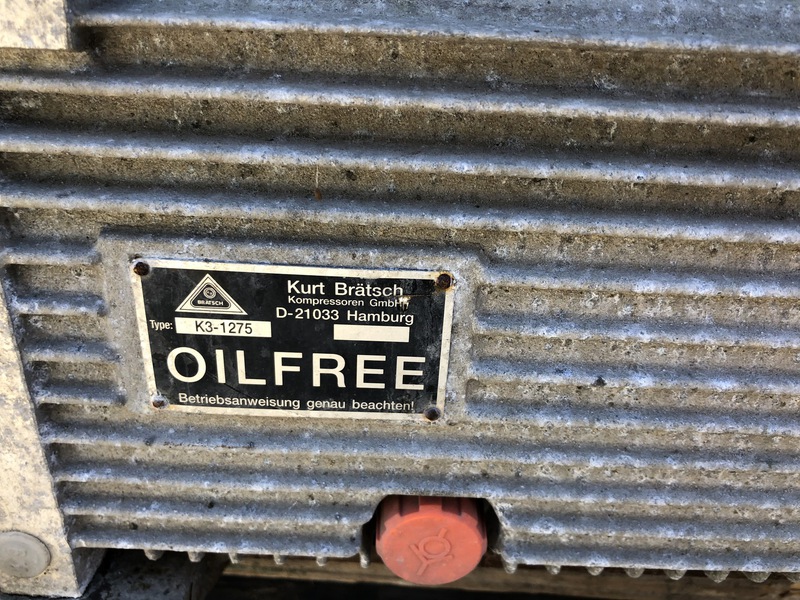 Kurt Brätsch
Kompressoren GmbH
D-21033 Hamburg
BRÄTSCH
Type: K3-1275
OILFREE
Betriebsanweisung genau beachten!